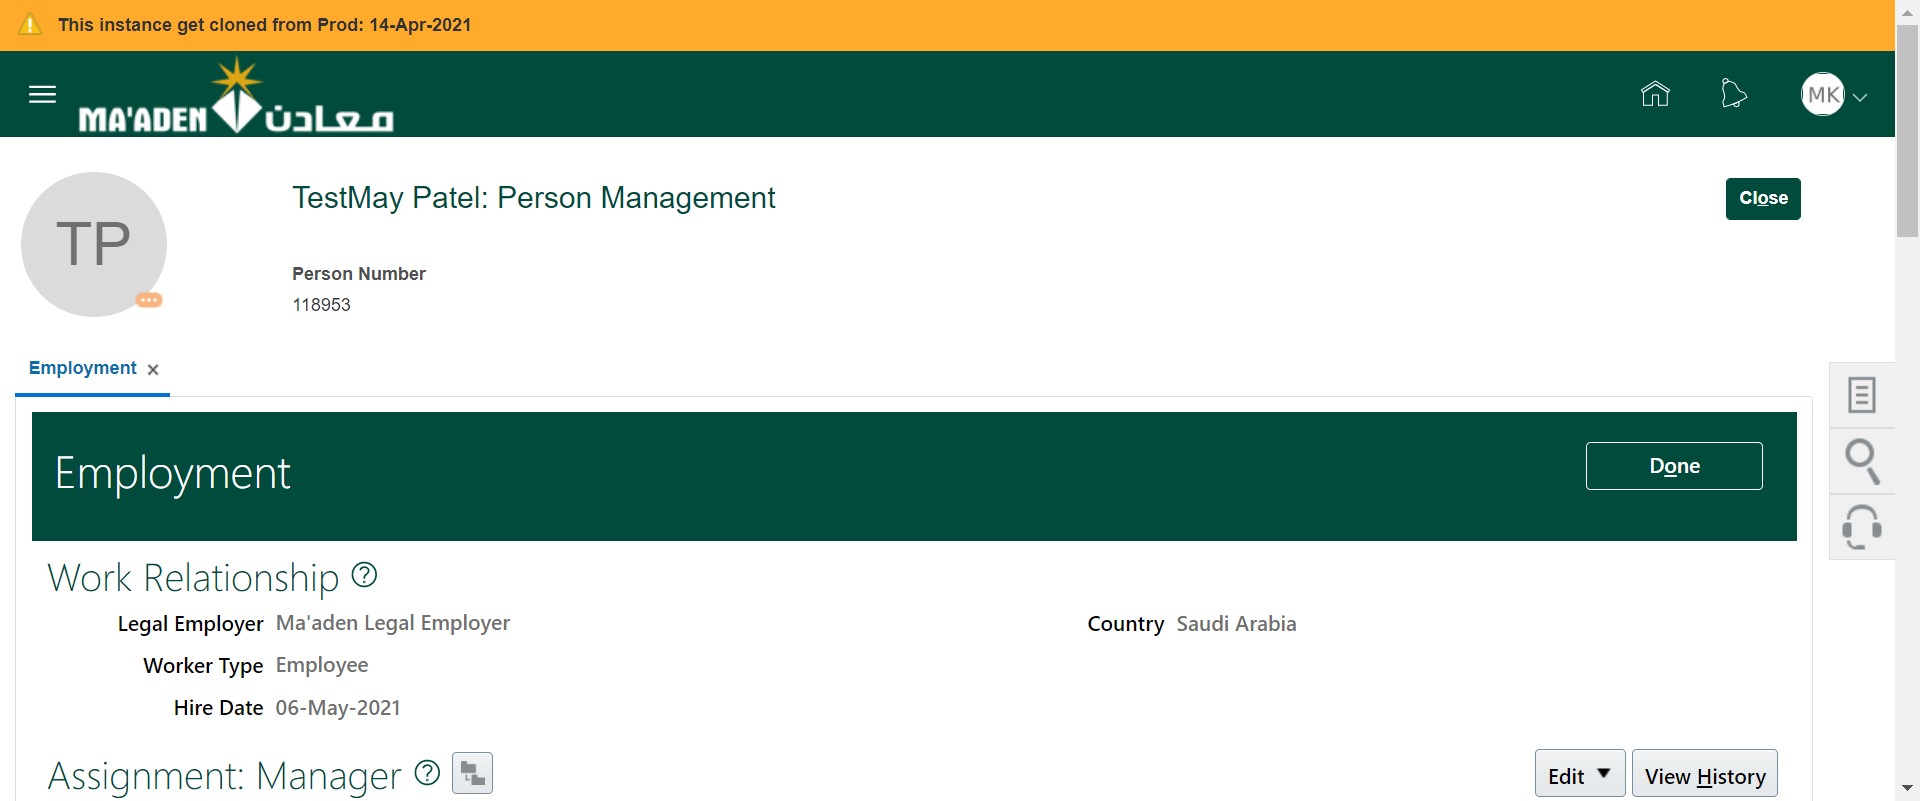 This instance get cloned from Prod: 14-Apr-2021
MA'ADEN معادن
MK
TP
TestMay Patel: Person Management
Close
Person Number
118953
Employment
Employment
Done
Work Relationship
Legal Employer Ma'aden Legal Employer
Country Saudi Arabia
Worker Type Employee
Hire Date 06-May-2021
Assignment: Manager
Edit
View History